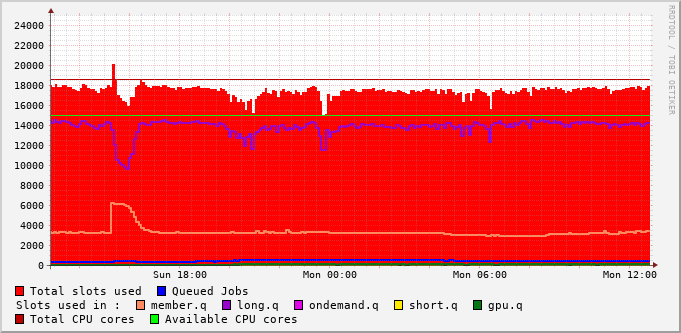 24000
22000
20000
18000
16000
14000
12000
10000
8000
6000
4000
2000
0
Sun 18:00 Mon 00:00 Mon 06:00 Mon 12:00
RRDTOOL / TOBI OETIKER
Total slots used Queued Jobs
Slots used in : member.q long.q ondemand.q short.q gpu.q
Total CPU cores Available CPU cores